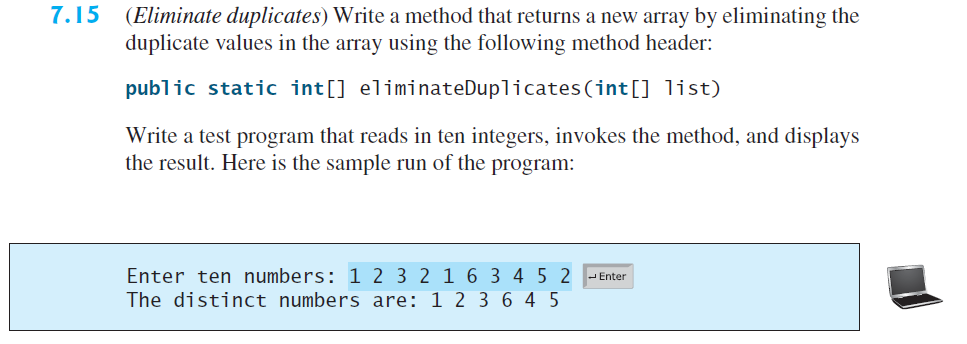 7.15 (Eliminate duplicates) Write a method that returns a new array by eliminating the
duplicate values in the array using the following method header:
public static int[] eliminateDuplicates(int[] list)
Write a test program that reads in ten integers, invokes the method, and displays
the result. Here is the sample run of the program:
Enter ten numbers: 1 2 3 2 1 6 3 4 5 2 ↵Enter
The distinct numbers are: 1 2 3 6 4 5